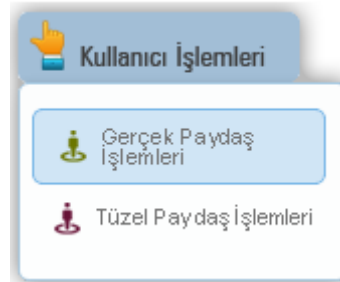 Kullanıcı İşlemleri
Gerçek Paydaş
İşlemleri
Tüzel Paydaş İşlemleri